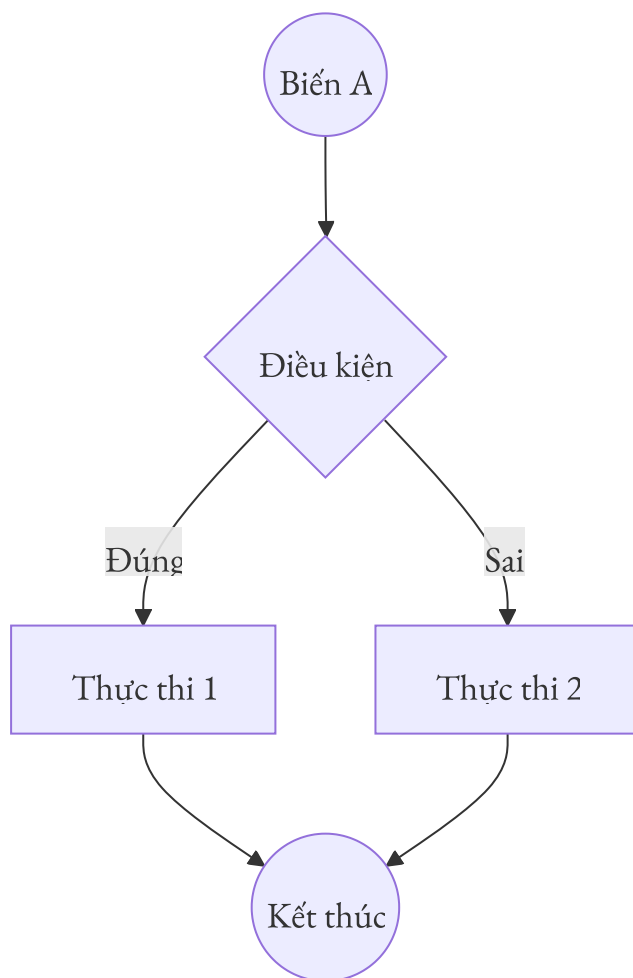 Biến A
Điều kiện
Đúng
Sai
Thực thi 1
Thực thi 2
Kết thúc